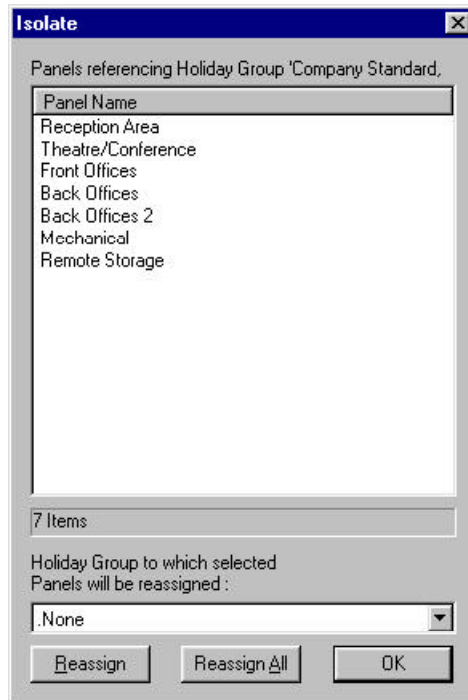 Isolate
Panels referencing Holiday Group 'Company Standard,
Panel Name
Reception Area
Theatre/Conference
Front Offices
Back Offices
Back Offices 2
Mechanical
Remote Storage
7 Items
Holiday Group to which selected
Panels will be reassigned :
.None
Reassign
Reassign All
OK